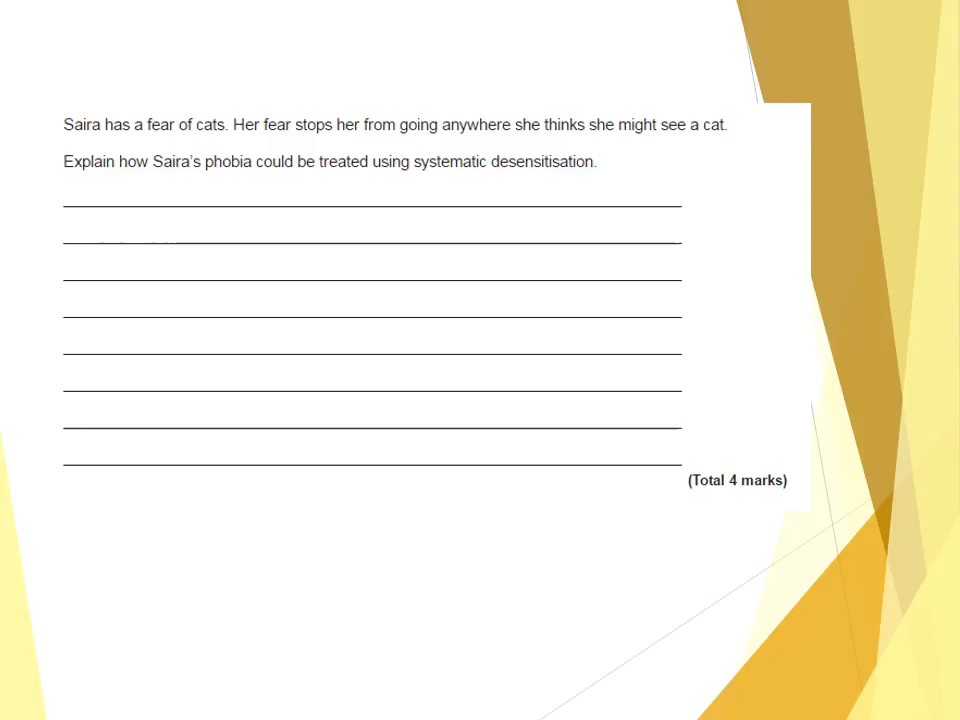 Saira has a fear of cats. Her fear stops her from going anywhere she thinks she might see a cat.
Explain how Saira's phobia could be treated using systematic desensitisation.
(Total 4 marks)